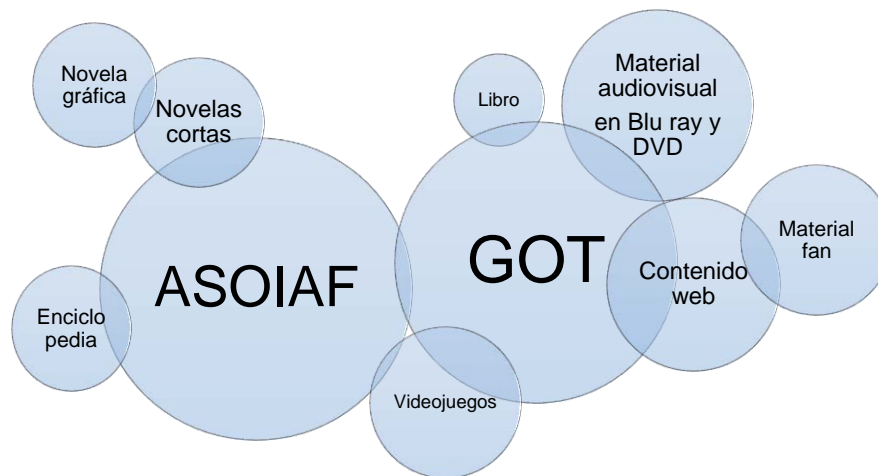 Novela
gráfica
Novelas
cortas
ASOIAF
Enciclo
pedia
Libro
Material
audiovisual
en Blu ray y
DVD
GOT
Contenido
web
Material
fan
Videojuegos